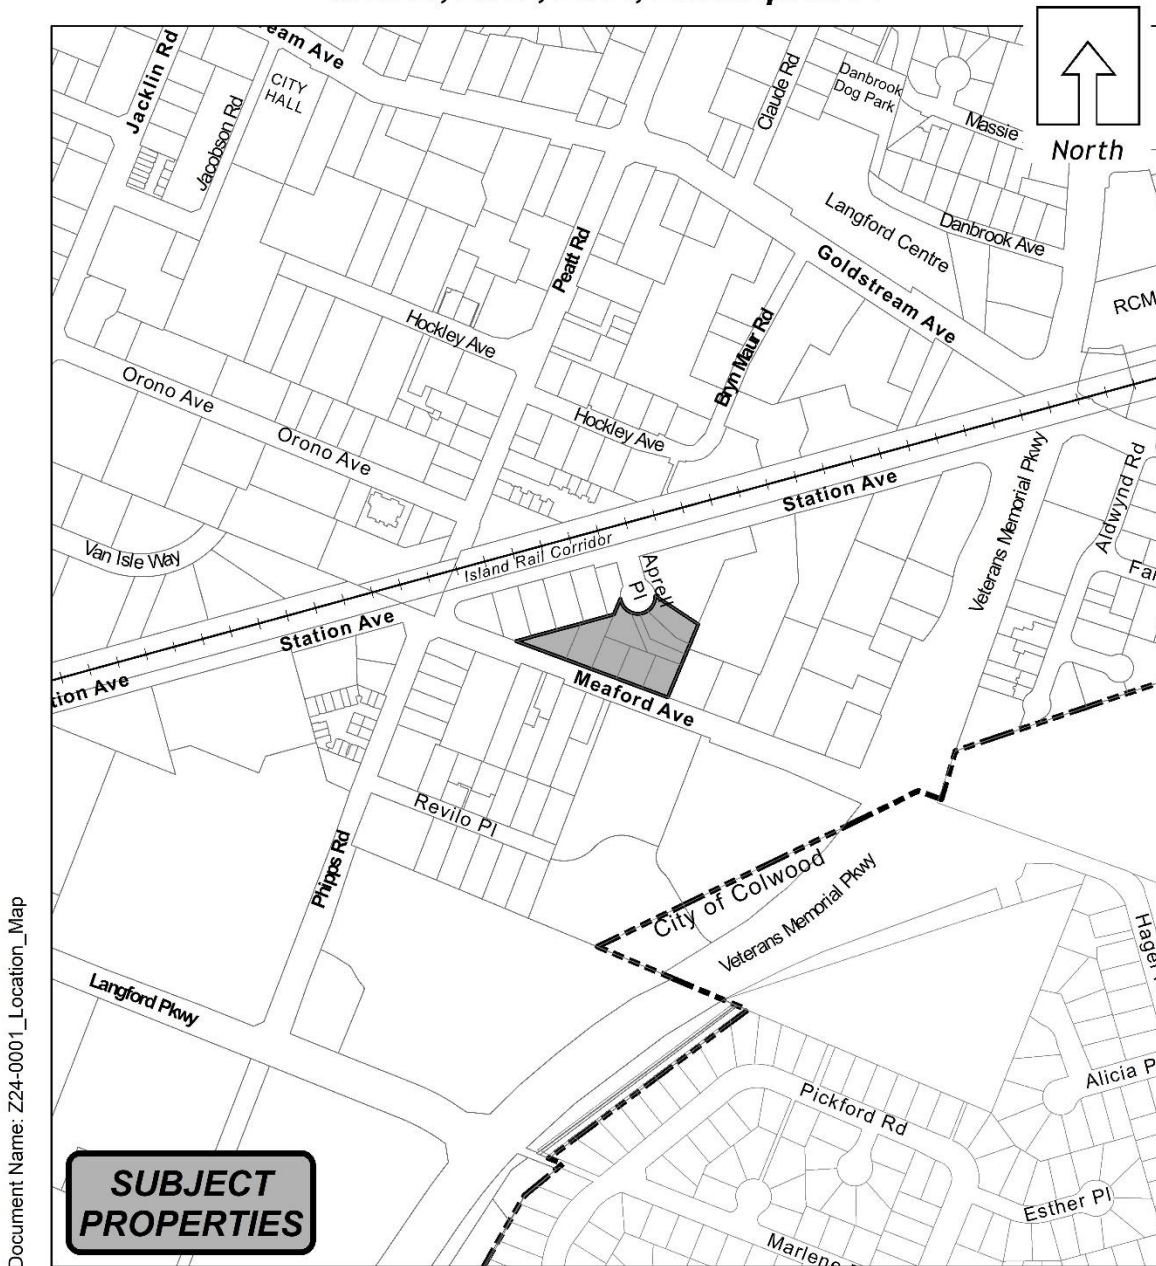 Jacklin Rd
eam Ave
CITY
HALL
Jacobson Rd
Claude Rd
Danbrook
Dog Park
Massie
North
Langford Centre
Danbrook Ave
Goldstream Ave
RCM
Peatt Rd
Hockley Ave
Bryn Maur Rd
Orono Ave
Orono Ave
Hockley Ave
Station Ave
Veterans Memorial Pkwy
Aldwynd Rd
Van Isle Way
Island Rail Corridor
Aprell
Pl
Fai
Station Ave
tion Ave
Meaford Ave
Revilo Pl
Phipps Rd
City of Colwood
Veterans Memorial Pkwy
Hager
Langford Pkwy
Alicia P
Pickford Rd
Esther Pl
Marlene
SUBJECT
PROPERTIES
Document Name: Z24-0001_Location_Map